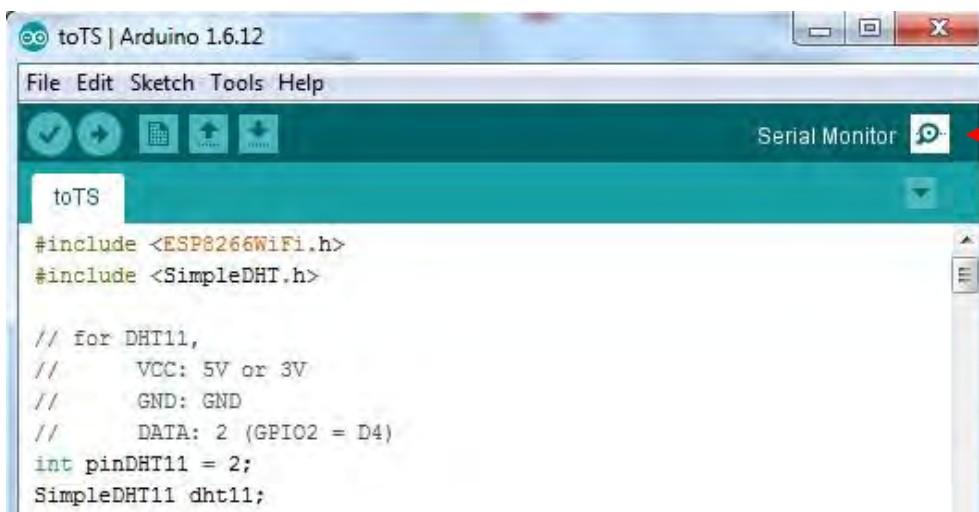 toTS | Arduino 1.6.12
File Edit Sketch Tools Help
Serial Monitor
toTS
#include <ESP8266WiFi.h>
#include <SimpleDHT.h>
// for DHT11,
//      VCC: 5V or 3V
//      GND: GND
//      DATA: 2 (GPIO2 = D4)
int pinDHT11 = 2;
SimpleDHT11 dht11;